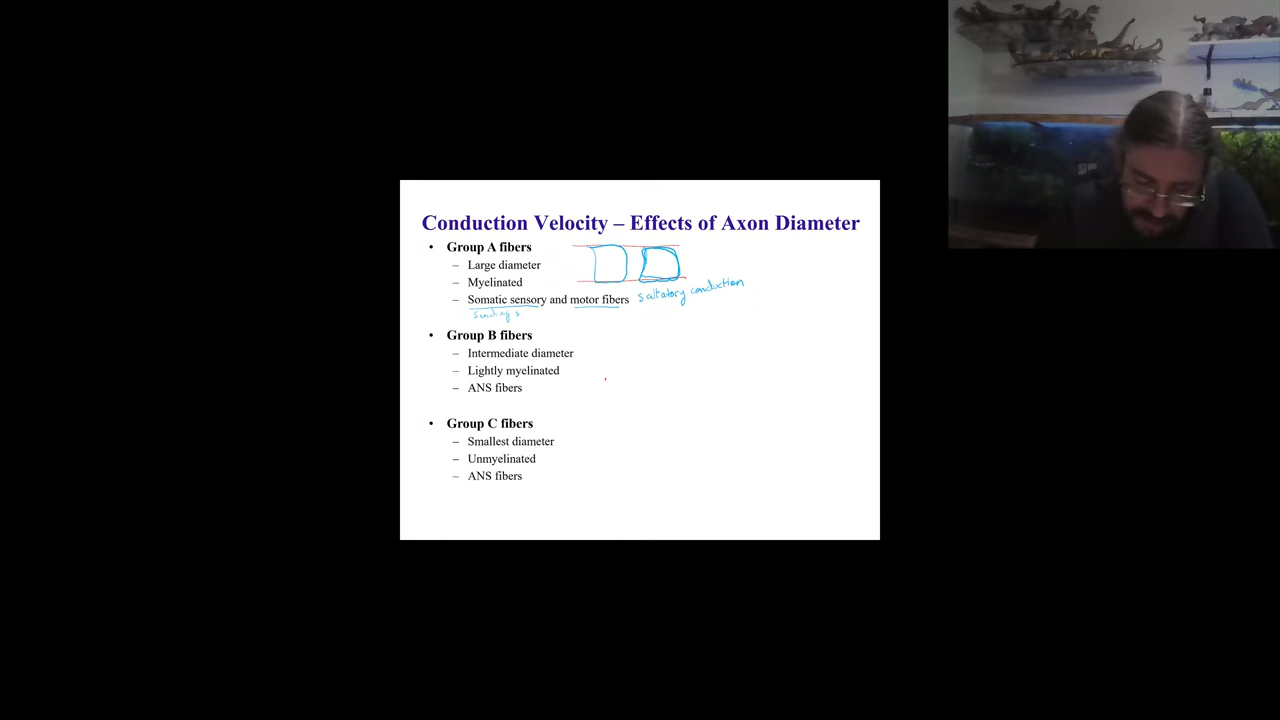 Conduction Velocity – Effects of Axon Diameter
• Group A fibers
– Large diameter
– Myelinated
– Somatic sensory and motor fibers
saltatory conduction
• Group B fibers
– Intermediate diameter
– Lightly myelinated
– ANS fibers
• Group C fibers
– Smallest diameter
– Unmyelinated
– ANS fibers